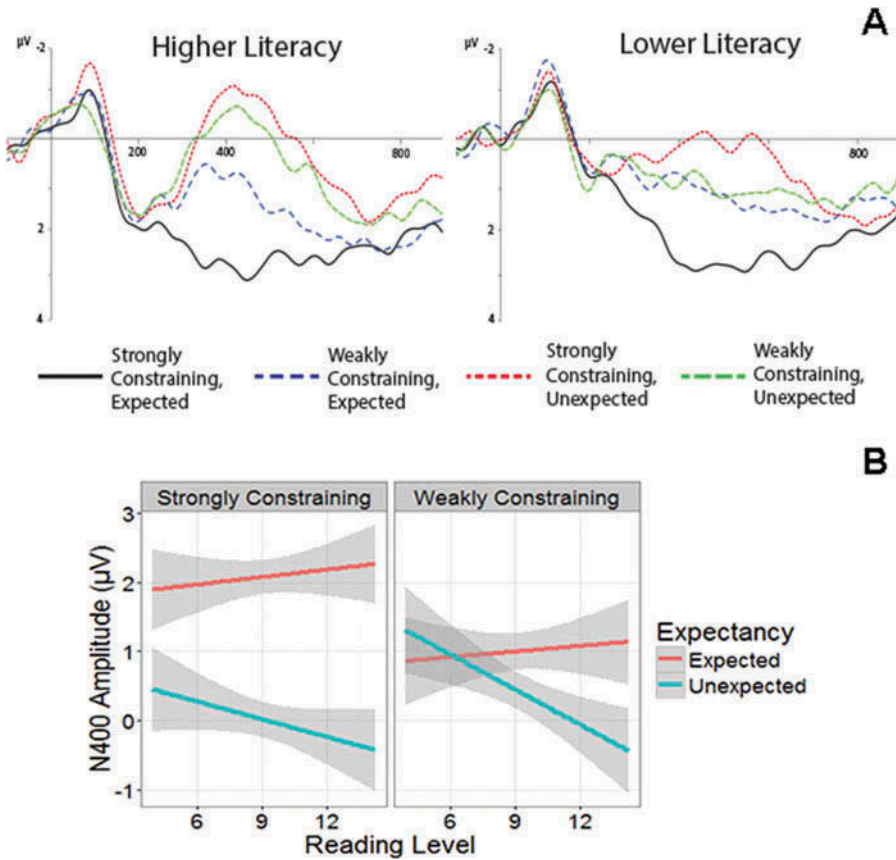 A
Higher Literacy
µV
-2
200
400
800
2
4
Lower Literacy
µV
-2
800
2
4
Strongly
Constraining,
Expected
Weakly
Constraining,
Expected
Strongly
Constraining,
Unexpected
Weakly
Constraining,
Unexpected
B
Strongly Constraining
Weakly Constraining
N400 Amplitude (µV)
3
2
1
0
-1
6
9
12
6
9
12
Reading Level
Expectancy
Expected
Unexpected